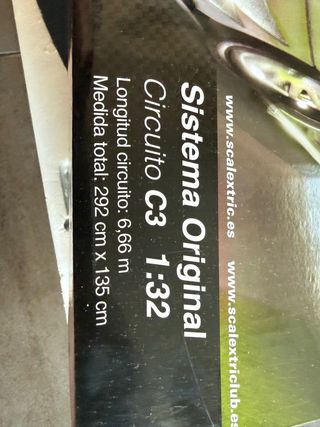 www.scalextric.es www.scalextriclub.es
Sistema Original
Circuito C3 1:32
Longitud circuito: 6,66 m
Medida total: 292 cm x 135 cm